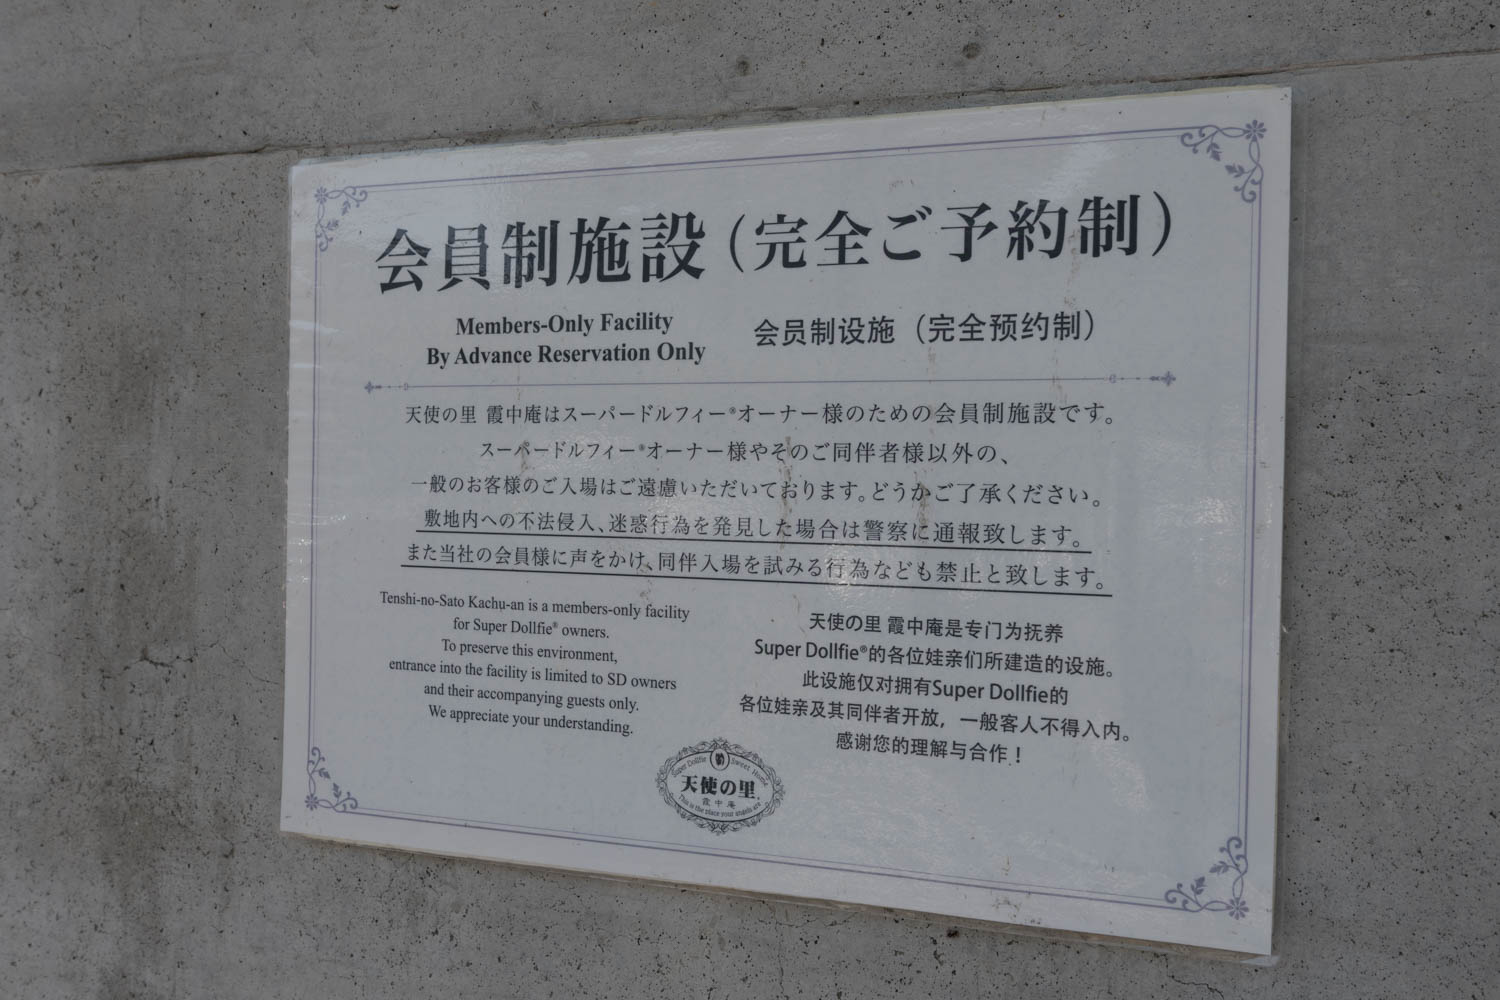 会員制施設（完全ご予約制）
Members-Only Facility
By Advance Reservation Only
会员制设施（完全预约制）
天使の里 霞中庵はスーパードルフィー®オーナー様のための会員制施設です。
スーパードルフィー®オーナー様やそのご同伴者様以外の、
一般のお客様のご入場はご遠慮いただいております。どうかご了承ください。
敷地内への不法侵入、迷惑行為を発見した場合は警察に通報致します。
また当社の会員様に声をかけ、同伴入場を試みる行為なども禁止と致します。
Tenshi-no-Sato Kachu-an is a members-only facility
for Super Dollfie® owners.
To preserve this environment,
entrance into the facility is limited to SD owners
and their accompanying guests only.
We appreciate your understanding.
天使の里 霞中庵是专门为抚养
Super Dollfie®的各位娃亲们所建造的设施。
此设施仅对拥有Super Dollfie的
各位娃亲及其同伴者开放，一般客人不得入内。
感谢您的理解与合作！
Super Dollfie Sweet Home
天使の里
霞中庵
This is the place your angels are